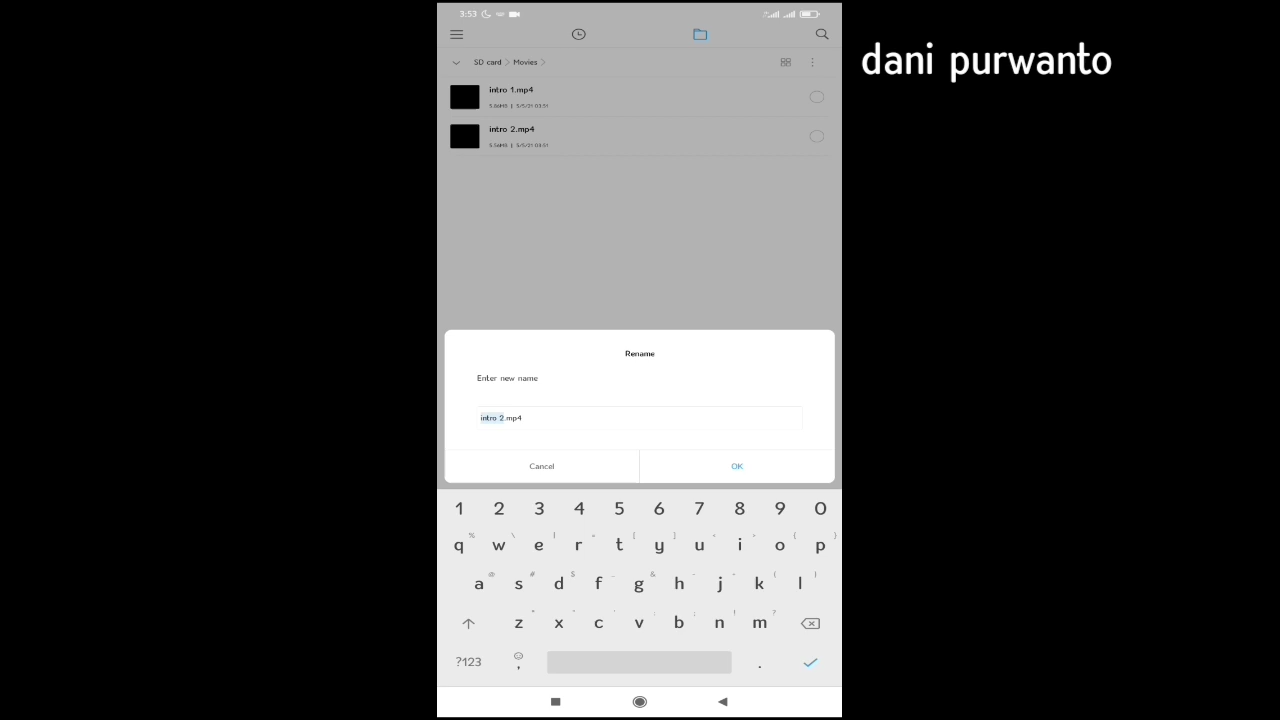 3:53
dani purwanto
SD card Movies
intro 1.mp4
intro 2.mp4
Rename
Enter new name
intro 2.mp4
Cancel OK
1 2 3 4 5 6 7 8 9 0
q w e r t y u i o p
a s d f g h j k l
z x c v b n m
?123 , .